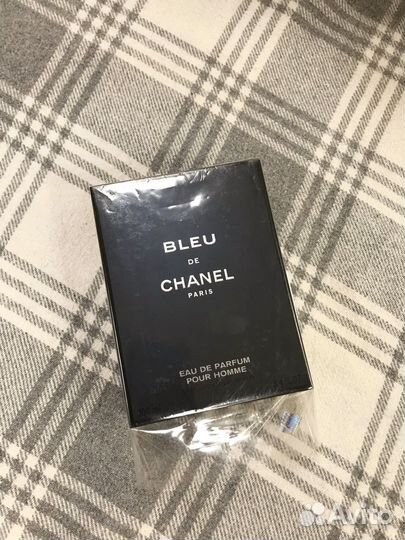 BLEU
DE
CHANEL
PARIS
EAU DE PARFUM
POUR HOMME
Avito